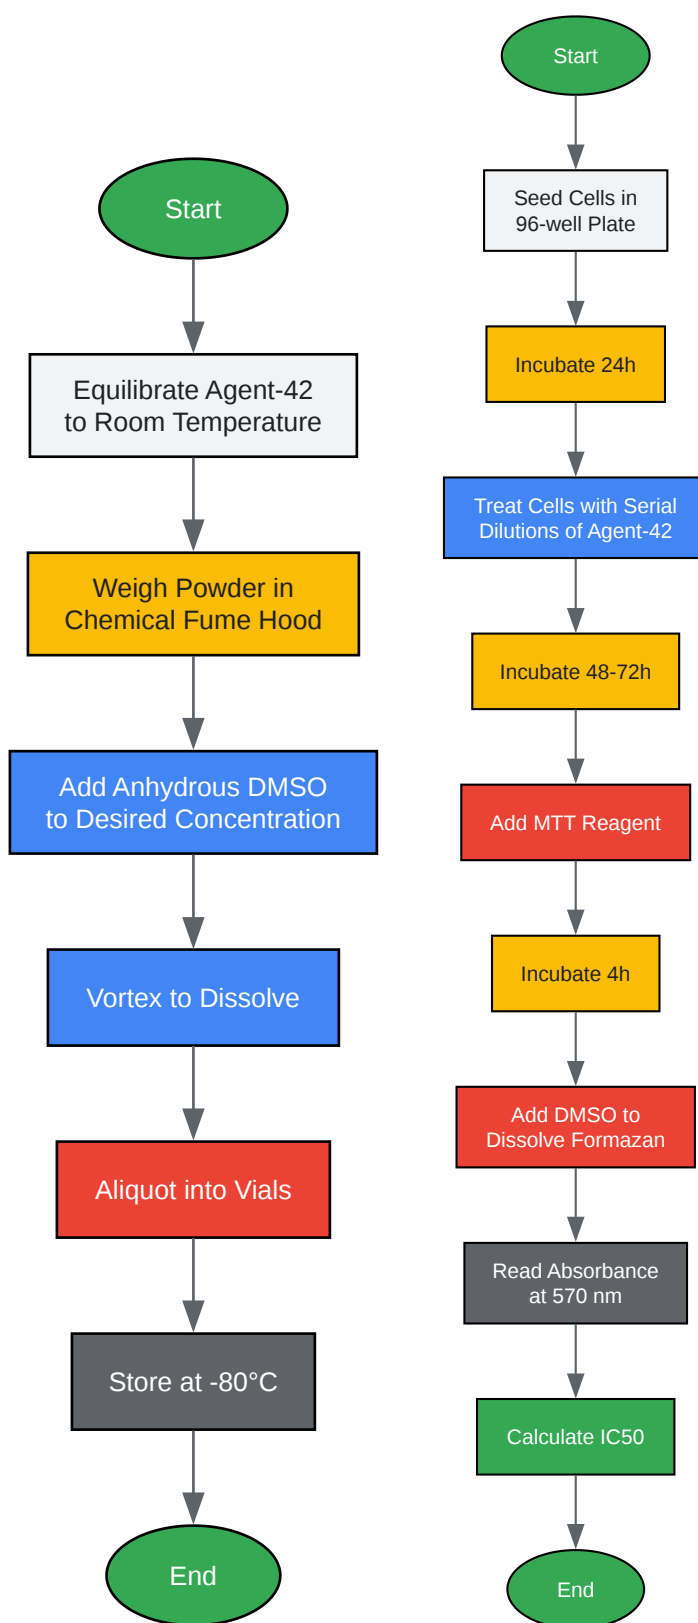 Start
Equilibrate Agent-42
to Room Temperature
Weigh Powder in
Chemical Fume Hood
Add Anhydrous DMSO
to Desired Concentration
Vortex to Dissolve
Aliquot into Vials
Store at -80°C
End
Start
Seed Cells in
96-well Plate
Incubate 24h
Treat Cells with Serial
Dilutions of Agent-42
Incubate 48-72h
Add MTT Reagent
Incubate 4h
Add DMSO to
Dissolve Formazan
Read Absorbance
at 570 nm
Calculate IC50
End